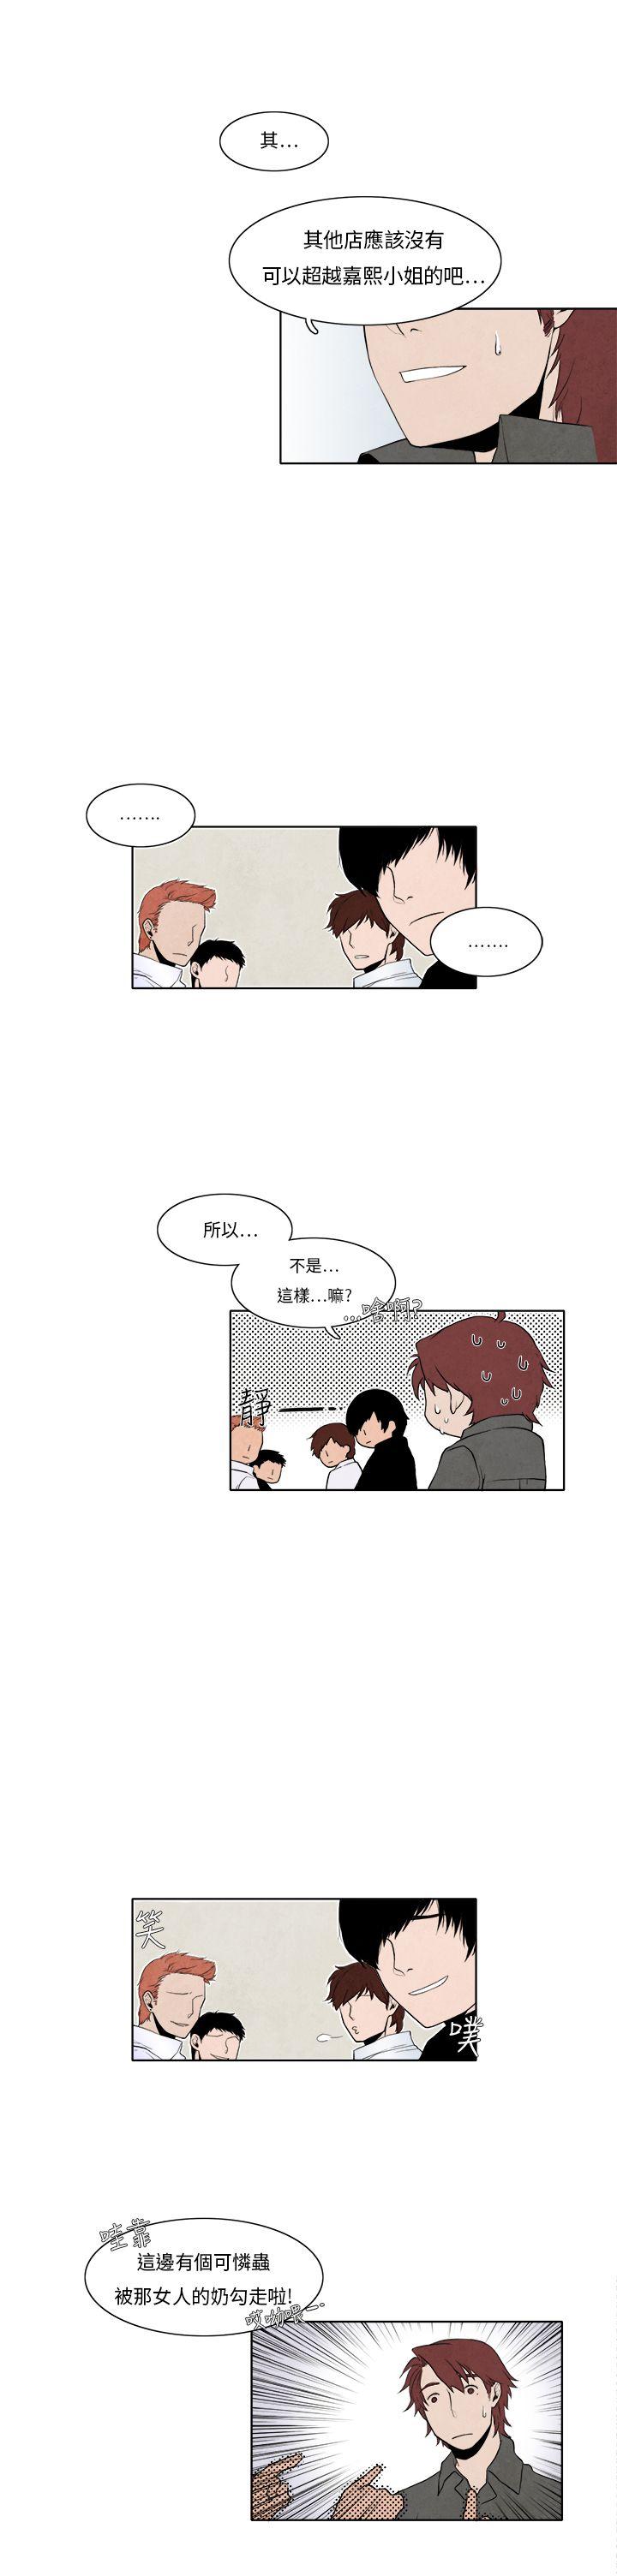 其...
其他店應該沒有
可以超越嘉熙小姐的吧...
.......
.......
所以...
不是...
這樣...嘛?
...啥啊?
靜
笑
噗
哇靠
這邊有個可憐蟲
被那女人的奶勾走啦!
哎呦喂~~